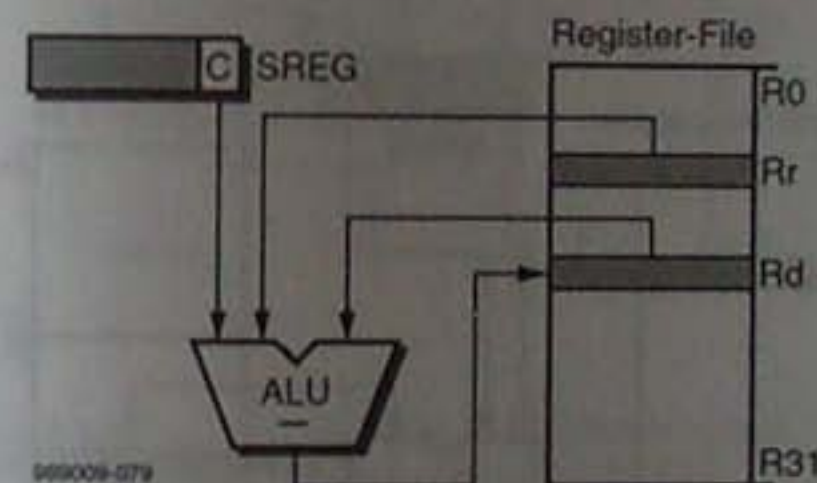 Register-File
C SREG
R0
Rr
Rd
ALU
–
R31
989009-079